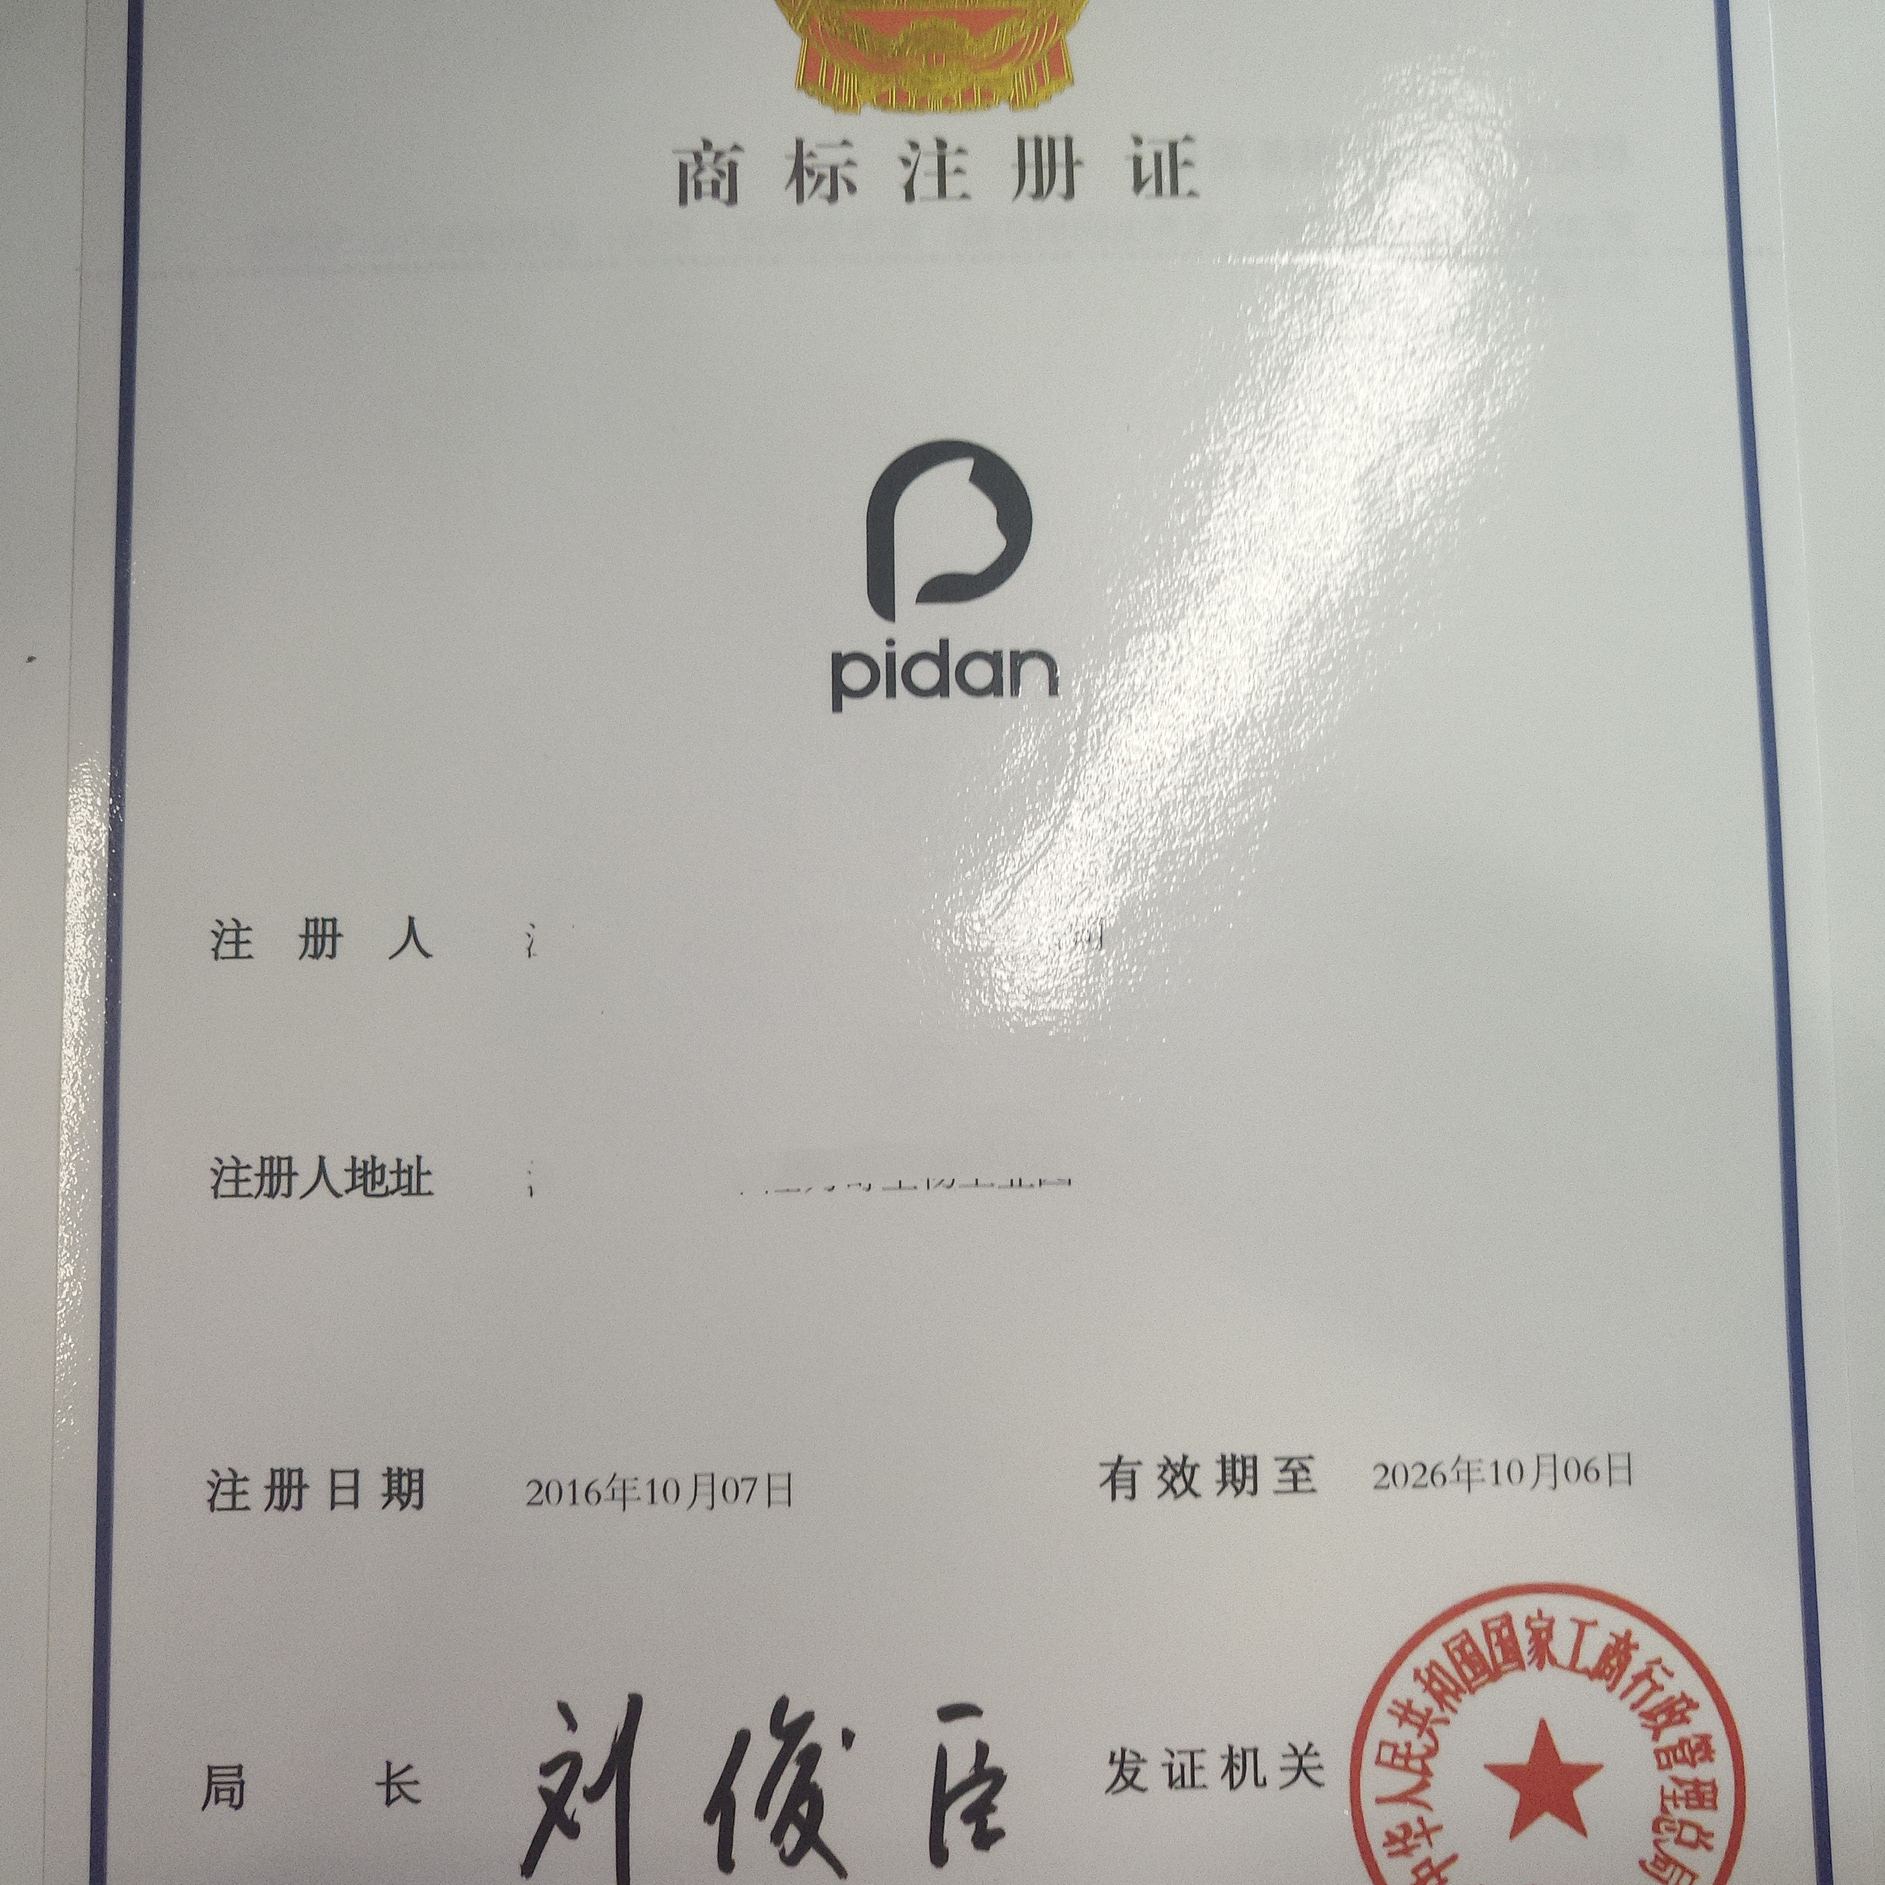 商标注册证
pidan
注册人
注册人地址
注册日期 2016年10月07日 有效期至 2026年10月06日
局长 刘俊臣 发证机关
中华人民共和国国家工商行政管理总局